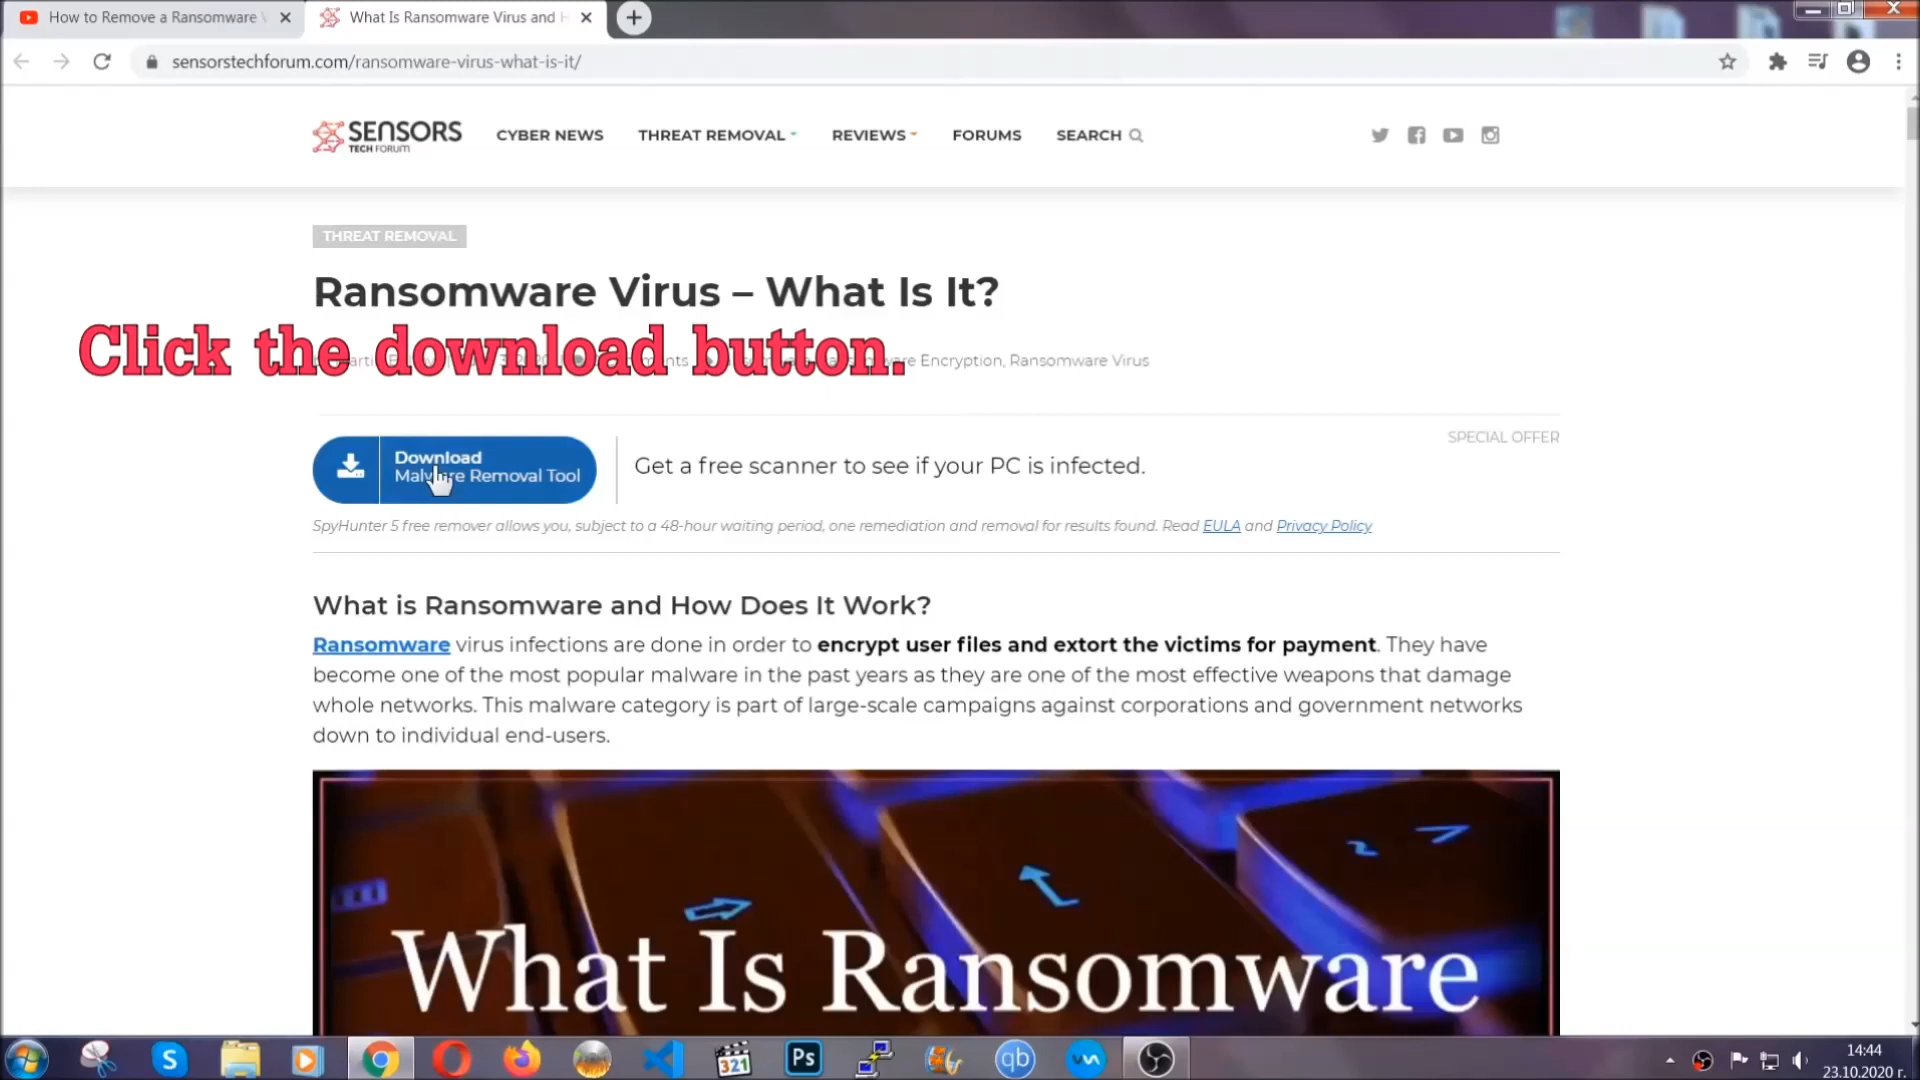 How to Remove a Ransomware
What Is Ransomware Virus and H
sensorstechforum.com/ransomware-virus-what-is-it/
SENSORS
TECH FORUM
CYBER NEWS
THREAT REMOVAL
REVIEWS
FORUMS
SEARCH
THREAT REMOVAL
Ransomware Virus – What Is It?
Click the download button.
Encryption, Ransomware Virus
SPECIAL OFFER
Download
Malware Removal Tool
Get a free scanner to see if your PC is infected.
SpyHunter 5 free remover allows you, subject to a 48-hour waiting period, one remediation and removal for results found. Read EULA and Privacy Policy
What is Ransomware and How Does It Work?
Ransomware virus infections are done in order to encrypt user files and extort the victims for payment. They have
become one of the most popular malware in the past years as they are one of the most effective weapons that damage
whole networks. This malware category is part of large-scale campaigns against corporations and government networks
down to individual end-users.
What Is Ransomware
S
321
Ps
qb
14:44
23.10.2020 г.